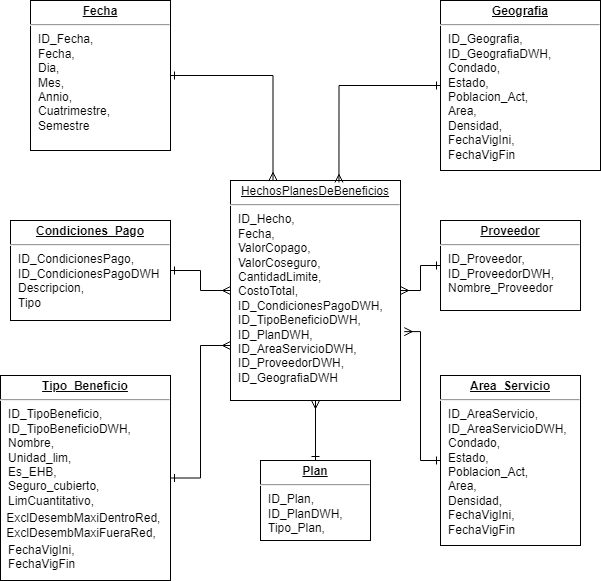 Fecha
ID_Fecha,
Fecha,
Dia,
Mes,
Annio,
Cuatrimestre,
Semestre
Geografia
ID_Geografia,
ID_GeografiaDWH,
Condado,
Estado,
Poblacion_Act,
Area,
Densidad,
FechaVigIni,
FechaVigFin
HechosPlanesDeBeneficios
ID_Hecho,
Fecha,
ValorCopago,
ValorCoseguro,
CantidadLimite,
CostoTotal,
ID_CondicionesPagoDWH,
ID_TipoBeneficioDWH,
ID_PlanDWH,
ID_AreaServicioDWH,
ID_ProveedorDWH,
ID_GeografiaDWH
Condiciones_Pago
ID_CondicionesPago,
ID_CondicionesPagoDWH
Descripcion,
Tipo
Proveedor
ID_Proveedor,
ID_ProveedorDWH,
Nombre_Proveedor
Tipo_Beneficio
ID_TipoBeneficio,
ID_TipoBeneficioDWH,
Nombre,
Unidad_lim,
Es_EHB,
Seguro_cubierto,
LimCuantitativo,
ExclDesembMaxiDentroRed,
ExclDesembMaxiFueraRed,
FechaVigIni,
FechaVigFin
Plan
ID_Plan,
ID_PlanDWH,
Tipo_Plan,
Area_Servicio
ID_AreaServicio,
ID_AreaServicioDWH,
Condado,
Estado,
Poblacion_Act,
Area,
Densidad,
FechaVigIni,
FechaVigFin